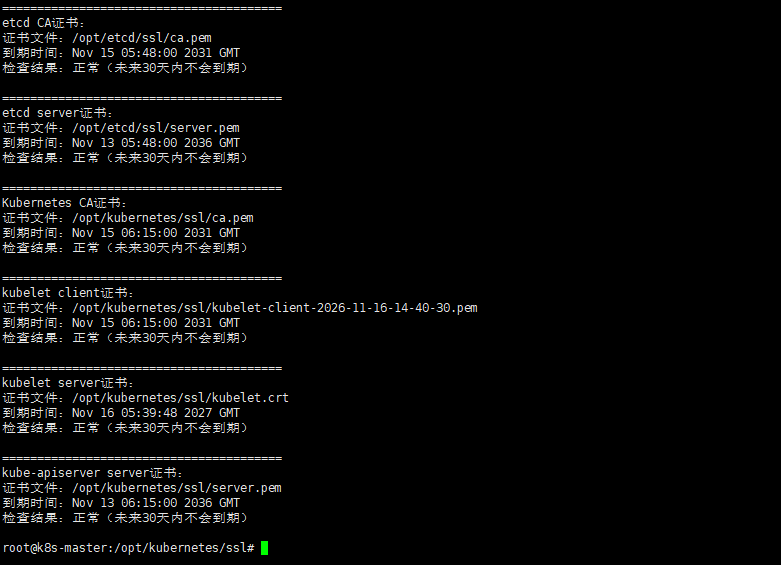 ========================================
etcd CA证书：
证书文件：/opt/etcd/ssl/ca.pem
到期时间：Nov 15 05:48:00 2031 GMT
检查结果：正常（未来30天内不会到期）
========================================
etcd server证书：
证书文件：/opt/etcd/ssl/server.pem
到期时间：Nov 13 05:48:00 2036 GMT
检查结果：正常（未来30天内不会到期）
========================================
Kubernetes CA证书：
证书文件：/opt/kubernetes/ssl/ca.pem
到期时间：Nov 15 06:15:00 2031 GMT
检查结果：正常（未来30天内不会到期）
========================================
kubelet client证书：
证书文件：/opt/kubernetes/ssl/kubelet-client-2026-11-16-14-40-30.pem
到期时间：Nov 15 06:15:00 2031 GMT
检查结果：正常（未来30天内不会到期）
========================================
kubelet server证书：
证书文件：/opt/kubernetes/ssl/kubelet.crt
到期时间：Nov 16 05:39:48 2027 GMT
检查结果：正常（未来30天内不会到期）
========================================
kube-apiserver server证书：
证书文件：/opt/kubernetes/ssl/server.pem
到期时间：Nov 13 06:15:00 2036 GMT
检查结果：正常（未来30天内不会到期）
root@k8s-master:/opt/kubernetes/ssl#